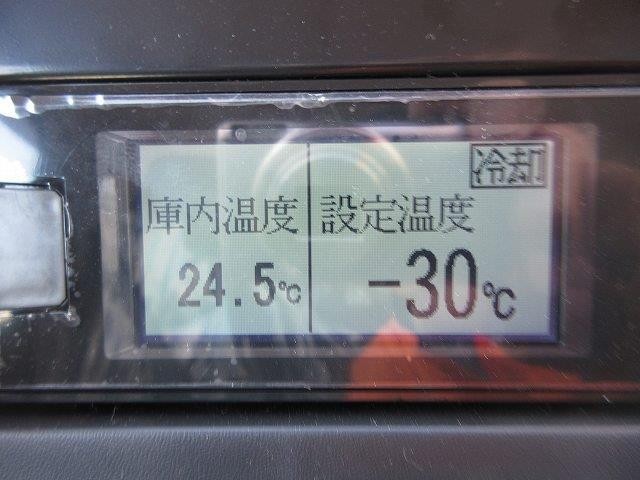 冷却
庫内温度
設定温度
24.5℃
-30℃